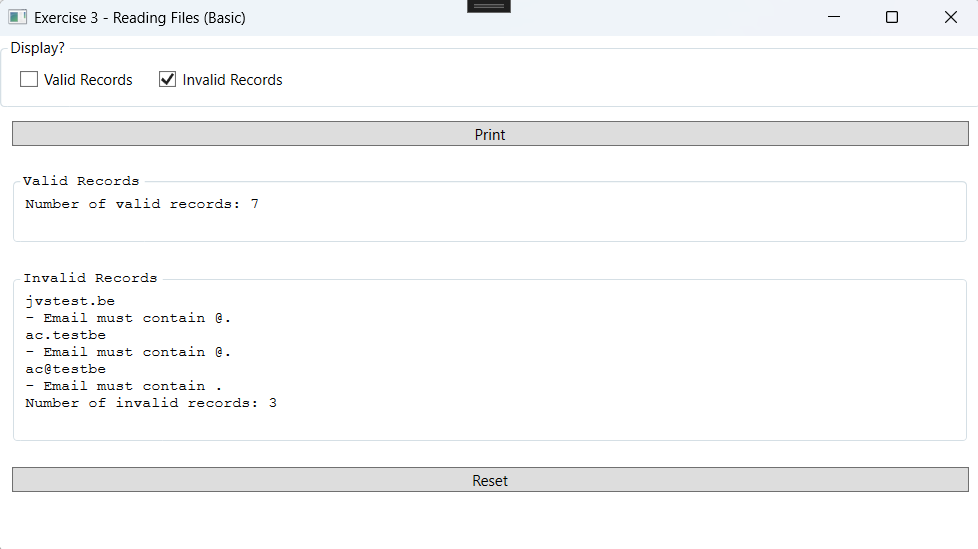 Exercise 3 - Reading Files (Basic)
Display?
Valid Records
Invalid Records
Print
Valid Records
Number of valid records: 7
Invalid Records
jvstest.be
- Email must contain @.
ac.testbe
- Email must contain @.
ac@testbe
- Email must contain .
Number of invalid records: 3
Reset